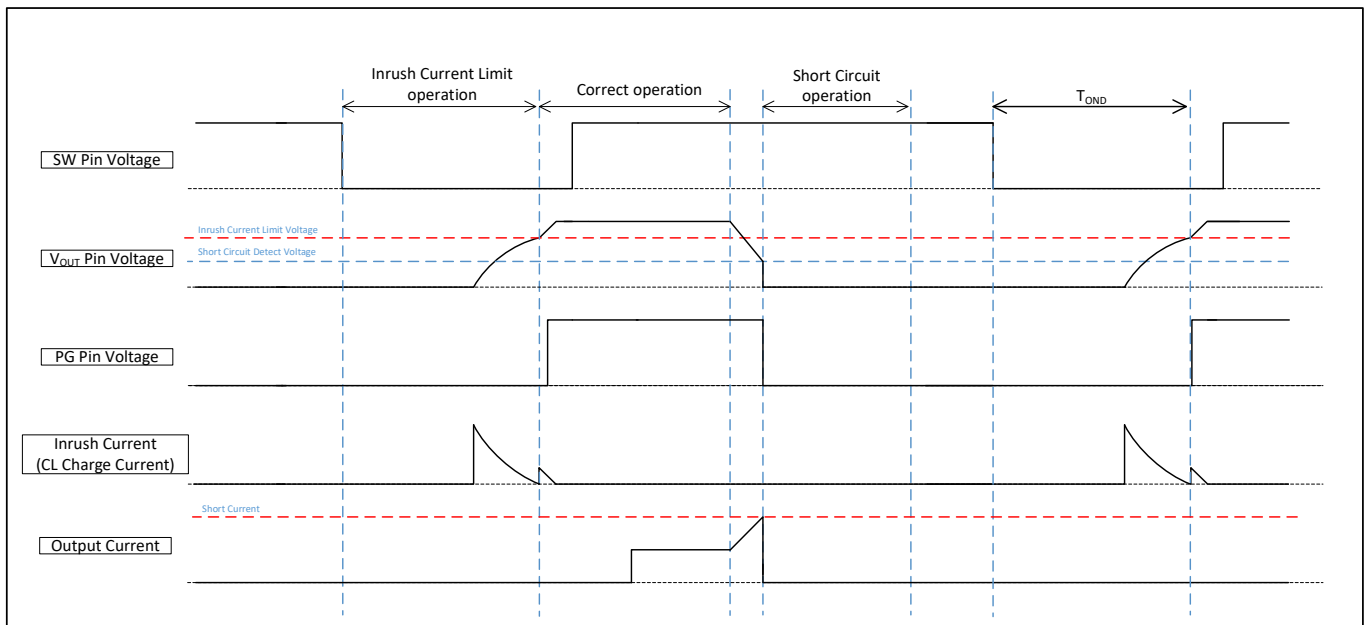 Inrush Current Limit
operation
Correct operation
Short Circuit
operation
TOND
SW Pin Voltage
Inrush Current Limit Voltage
Short Circuit Detect Voltage
VOUT Pin Voltage
PG Pin Voltage
Inrush Current
(CL Charge Current)
Short Current
Output Current